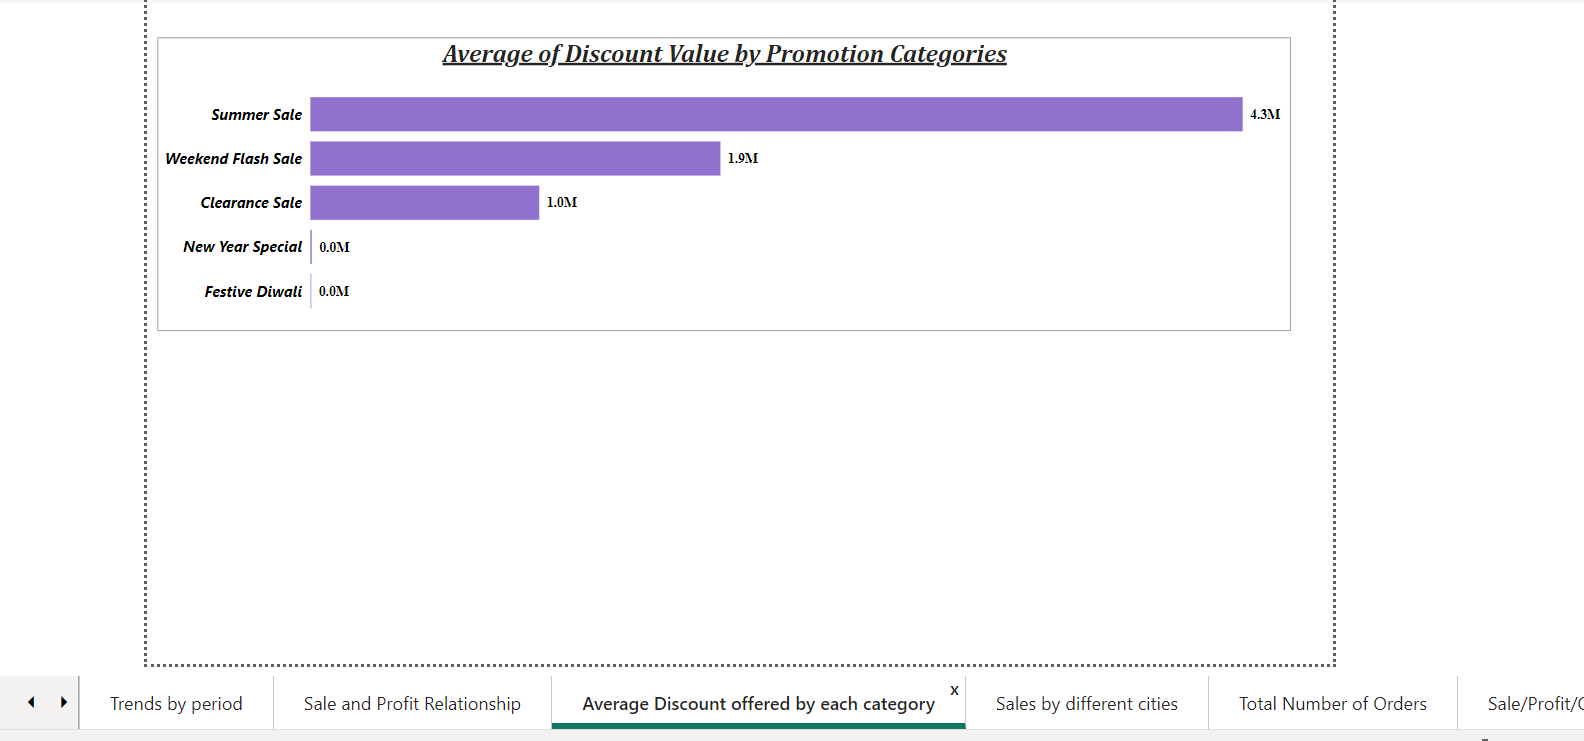 Average of Discount Value by Promotion Categories
Summer Sale 4.3M
Weekend Flash Sale 1.9M
Clearance Sale 1.0M
New Year Special 0.0M
Festive Diwali 0.0M
Trends by period
Sale and Profit Relationship
Average Discount offered by each category x
Sales by different cities
Total Number of Orders
Sale/Profit/